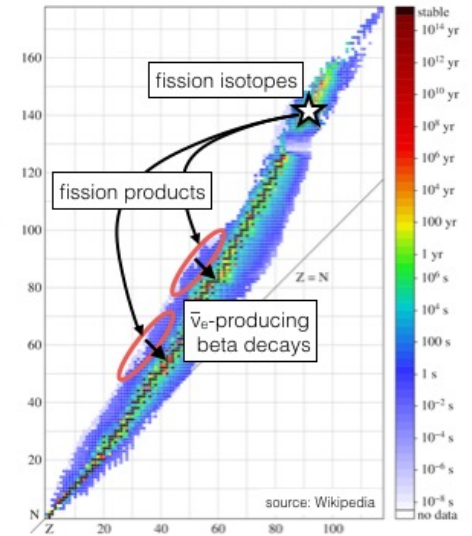 stable
10¹⁴ yr
10¹² yr
10¹⁰ yr
10⁸ yr
10⁶ yr
10⁴ yr
100 yr
1 yr
10⁶ s
10⁴ s
100 s
1 s
10⁻² s
10⁻⁴ s
10⁻⁶ s
10⁻⁸ s
no data
160
140
120
100
80
60
40
20
N
Z
20
40
60
80
100
fission isotopes
fission products
Z = N
ν̅ₑ-producing
beta decays
source: Wikipedia